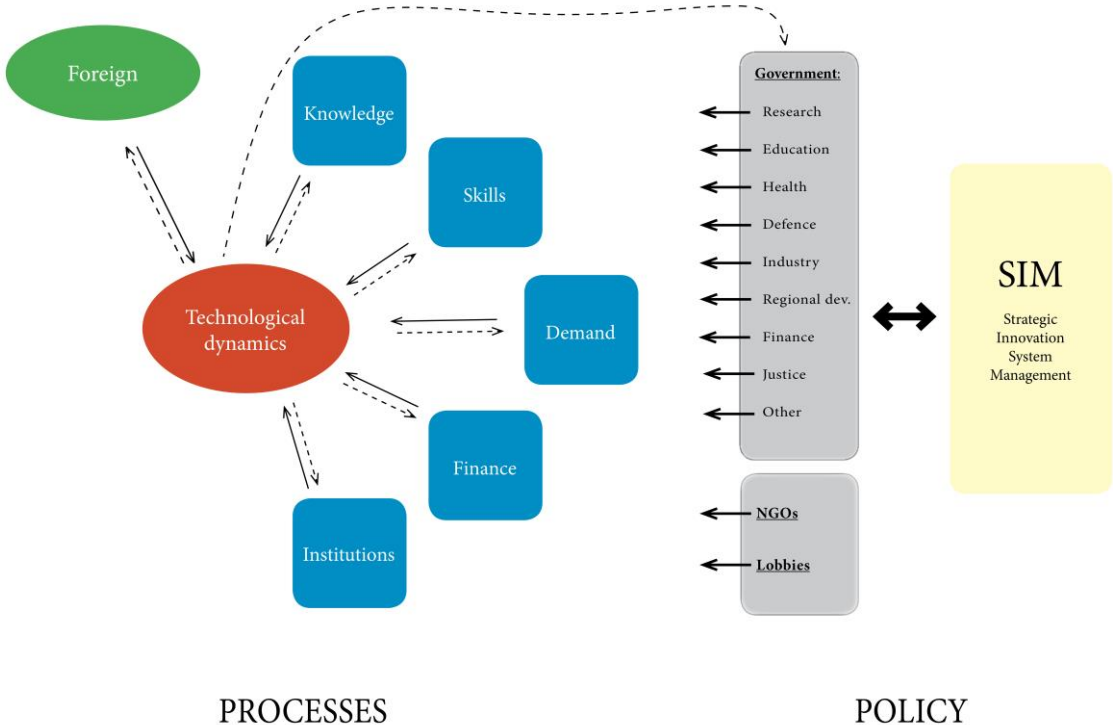 Foreign
Knowledge
Skills
Technological
dynamics
Demand
Finance
Institutions
Government:
Research
Education
Health
Defence
Industry
Regional dev.
Finance
Justice
Other
NGOs
Lobbies
SIM
Strategic
Innovation
System
Management
PROCESSES
POLICY